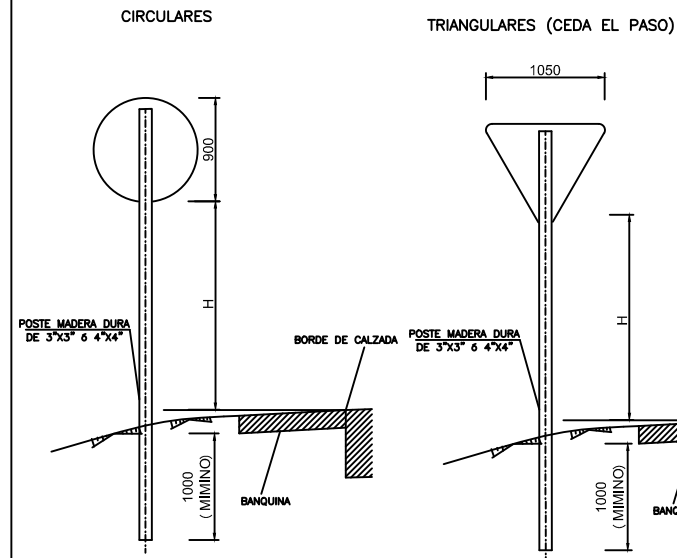 CIRCULARES
900
H
POSTE MADERA DURA
DE 3"X3" ó 4"X4"
BORDE DE CALZADA
1000
( MIMINO)
BANQUINA
TRIANGULARES (CEDA EL PASO)
1050
H
POSTE MADERA DURA
DE 3"X3" ó 4"X4"
1000
( MIMINO)
BANQ